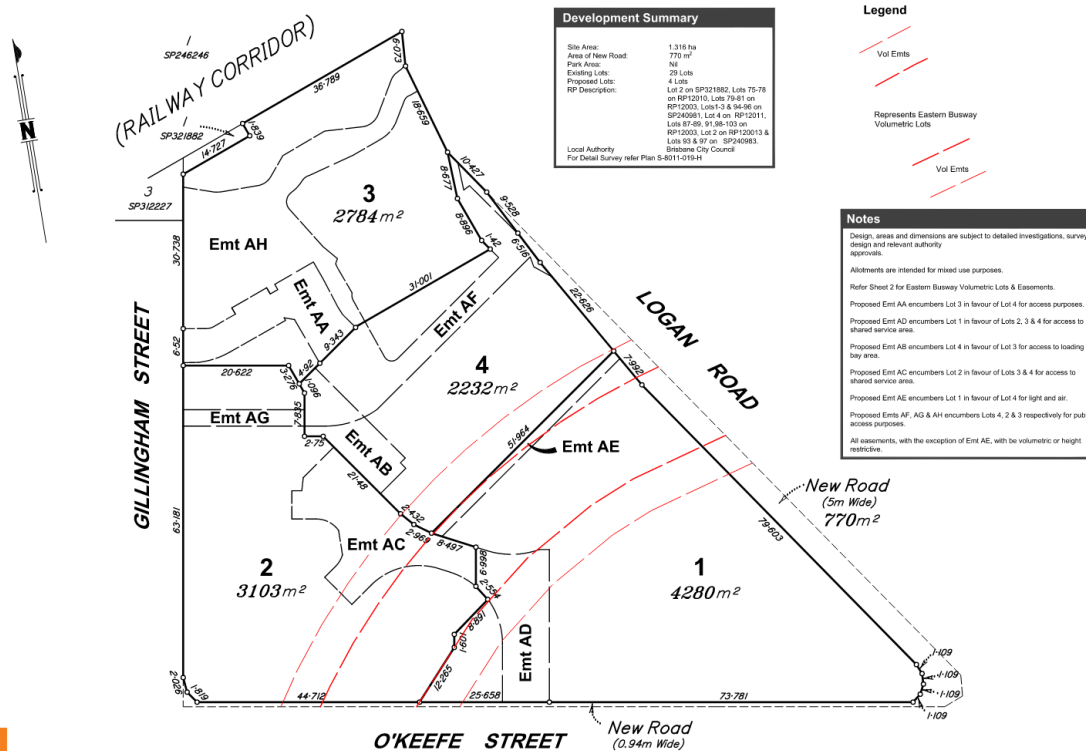 Development Summary
Site Area: 1.316 ha
Area of New Road: 770 m²
Park Area: Nil
Existing Lots: 29 Lots
Proposed Lots: 4 Lots
RP Description: Lot 2 on SP321882, Lots 75-78
on RP12010, Lots 79-81 on
RP12003, Lots1-3 & 94-96 on
SP240981, Lot 4 on RP12011,
Lots 87-89, 91,98-103 on
RP12003, Lot 2 on RP120013 &
Lots 93 & 97 on SP240983.
Local Authority Brisbane City Council
For Detail Survey refer Plan S-8011-019-H
Legend
Vol Emts
Represents Eastern Busway
Volumetric Lots
Vol Emts
Notes
Design, areas and dimensions are subject to detailed investigations, survey
design and relevant authority
approvals.
Allotments are intended for mixed use purposes.
Refer Sheet 2 for Eastern Busway Volumetric Lots & Easements.
Proposed Emt AA encumbers Lot 3 in favour of Lot 4 for access purposes.
Proposed Emt AD encumbers Lot 1 in favour of Lots 2, 3 & 4 for access to
shared service area.
Proposed Emt AB encumbers Lot 4 in favour of Lot 3 for access to loading
bay area.
Proposed Emt AC encumbers Lot 2 in favour of Lots 3 & 4 for access to
shared service area.
Proposed Emt AE encumbers Lot 1 in favour of Lot 4 for light and air.
Proposed Emts AF, AG & AH encumbers Lots 4, 2 & 3 respectively for pub
access purposes.
All easements, with the exception of Emt AE, with be volumetric or height
restrictive.
N
SP246246
(RAILWAY CORRIDOR)
SP321882
3
SP312227
36·789
6·073
1·839
14·727
18·659
3
2784 m²
10·427
8·677
9·528
8·896
1·42
6·516
Emt AH
30·738
31·001
22·626
Emt AA
Emt AF
LOGAN ROAD
GILLINGHAM STREET
6·52
9·343
4·92
4
2232 m²
7·992
20·622
3·276
1·096
7·835
Emt AG
2·75
51·964
Emt AE
Emt AB
21·48
63·181
New Road
(5m Wide)
770m²
79·603
2·432
2·969
Emt AC
8·497
6·998
2·554
2
3103 m²
1
4280 m²
8·891
1·601
Emt AD
12·265
2·026
1·819
44·712
25·658
73·781
1·109
1·109
1·109
1·109
New Road
(0.94m Wide)
O'KEEFE STREET